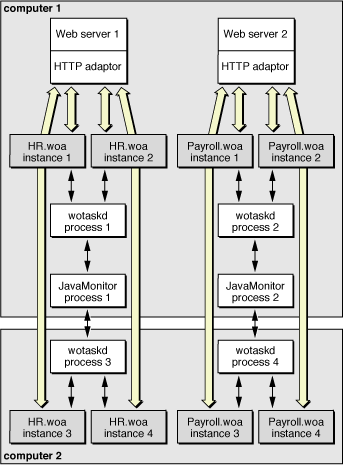 computer 1
Web server 1
HTTP adaptor
Web server 2
HTTP adaptor
HR.woa
instance 1
HR.woa
instance 2
Payroll.woa
instance 1
Payroll.woa
instance 2
wotaskd
process 1
wotaskd
process 2
JavaMonitor
process 1
JavaMonitor
process 2
wotaskd
process 3
wotaskd
process 4
HR.woa
instance 3
HR.woa
instance 4
Payroll.woa
instance 3
Payroll.woa
instance 4
computer 2